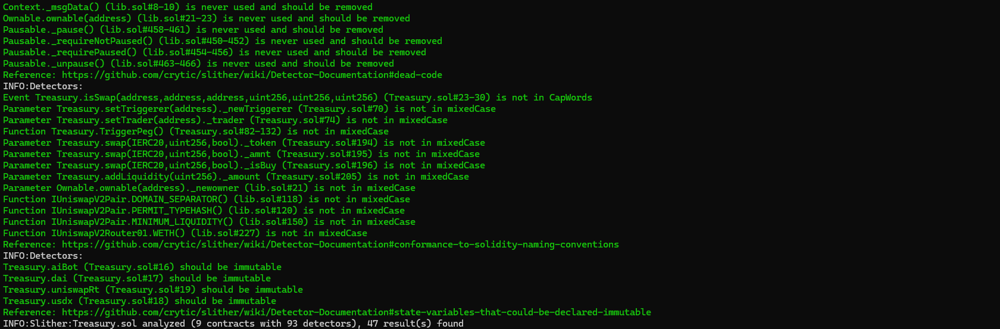 Context._msgData() (lib.sol#8-10) is never used and should be removed
Ownable.ownable(address) (lib.sol#21-23) is never used and should be removed
Pausable._pause() (lib.sol#458-461) is never used and should be removed
Pausable._requireNotPaused() (lib.sol#450-452) is never used and should be removed
Pausable._requirePaused() (lib.sol#454-456) is never used and should be removed
Pausable._unpause() (lib.sol#463-466) is never used and should be removed
Reference: https://github.com/crytic/slither/wiki/Detector-Documentation#dead-code
INFO:Detectors:
Event Treasury.isSwap(address,address,address,uint256,uint256,uint256) (Treasury.sol#23-30) is not in CapWords
Parameter Treasury.setTriggerer(address)._newTriggerer (Treasury.sol#70) is not in mixedCase
Parameter Treasury.setTrader(address)._trader (Treasury.sol#74) is not in mixedCase
Function Treasury.TriggerPeg() (Treasury.sol#82-132) is not in mixedCase
Parameter Treasury.swap(IERC20,uint256,bool)._token (Treasury.sol#194) is not in mixedCase
Parameter Treasury.swap(IERC20,uint256,bool)._amnt (Treasury.sol#195) is not in mixedCase
Parameter Treasury.swap(IERC20,uint256,bool)._isBuy (Treasury.sol#196) is not in mixedCase
Parameter Treasury.addLiquidity(uint256)._amount (Treasury.sol#205) is not in mixedCase
Parameter Ownable.ownable(address)._newowner (lib.sol#21) is not in mixedCase
Function IUniswapV2Pair.DOMAIN_SEPARATOR() (lib.sol#118) is not in mixedCase
Function IUniswapV2Pair.PERMIT_TYPEHASH() (lib.sol#120) is not in mixedCase
Function IUniswapV2Pair.MINIMUM_LIQUIDITY() (lib.sol#150) is not in mixedCase
Function IUniswapV2Router01.WETH() (lib.sol#227) is not in mixedCase
Reference: https://github.com/crytic/slither/wiki/Detector-Documentation#conformance-to-solidity-naming-conventions
INFO:Detectors:
Treasury.aiBot (Treasury.sol#16) should be immutable
Treasury.dai (Treasury.sol#17) should be immutable
Treasury.uniswapRt (Treasury.sol#19) should be immutable
Treasury.usdx (Treasury.sol#18) should be immutable
Reference: https://github.com/crytic/slither/wiki/Detector-Documentation#state-variables-that-could-be-declared-immutable
INFO:Slither:Treasury.sol analyzed (9 contracts with 93 detectors), 47 result(s) found